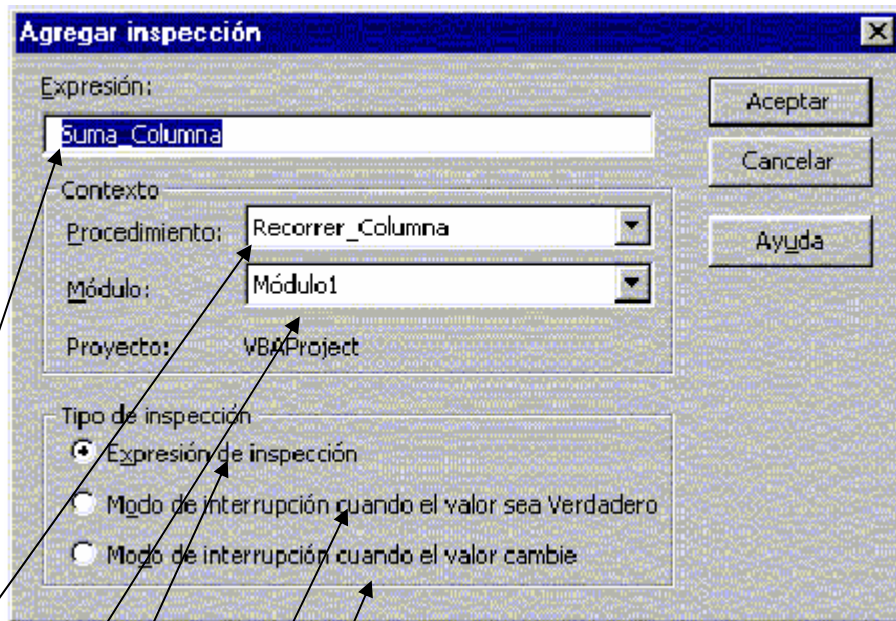 Agregar inspección
Expresión:
Suma_Columna
Aceptar
Cancelar
Ayuda
Contexto
Procedimiento: Recorrer_Columna
Módulo: Módulo1
Proyecto: VBAProject
Tipo de inspección
Expresión de inspección
Modo de interrupción cuando el valor sea Verdadero
Modo de interrupción cuando el valor cambie